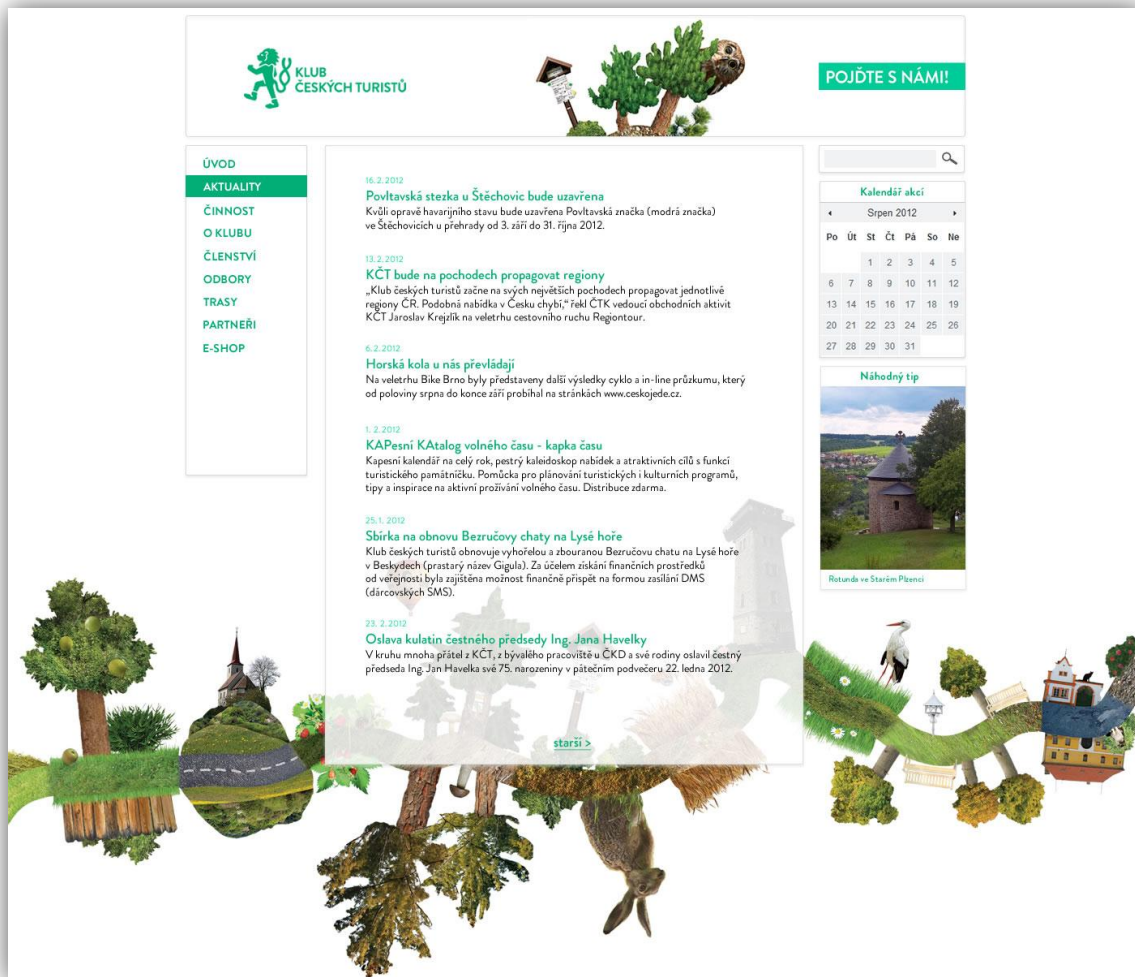 KLUB
ČESKÝCH TURISTŮ
POJĎTE S NÁMI!
ÚVOD
AKTUALITY
ČINNOST
O KLUBU
ČLENSTVÍ
ODBORY
TRASY
PARTNEŘI
E-SHOP
16. 2. 2012
Povltavská stezka u Štěchovic bude uzavřena
Kvůli opravě havarijního stavu bude uzavřena Povltavská značka (modrá značka)
ve Štěchovicích u přehrady od 3. září do 31. října 2012.
13. 2. 2012
KČT bude na pochodech propagovat regiony
„Klub českých turistů začne na svých největších pochodech propagovat jednotlivé
regiony ČR. Podobná nabídka v Česku chybí,“ řekl ČTK vedoucí obchodních aktivit
KČT Jaroslav Krejzlík na veletrhu cestovního ruchu Regiontour.
6. 2. 2012
Horská kola u nás převládají
Na veletrhu Bike Brno byly představeny další výsledky cyklo a in-line průzkumu, který
od poloviny srpna do konce září probíhal na stránkách www.ceskojede.cz.
1. 2. 2012
KAPesní KAtalog volného času - kapka času
Kapesní kalendář na celý rok, pestrý kaleidoskop nabídek a atraktivních cílů s funkcí
turistického památníčku. Pomůcka pro plánování turistických i kulturních programů,
tipy a inspirace na aktivní prožívání volného času. Distribuce zdarma.
25. 1. 2012
Sbírka na obnovu Bezručovy chaty na Lysé hoře
Klub českých turistů obnovuje vyhořelou a zbouranou Bezručovu chatu na Lysé hoře
v Beskydech (prastarý název Gigula). Za účelem získání finančních prostředků
od veřejnosti byla zajištěna možnost finančně přispět na formou zasílání DMS
(dárcovských SMS).
23. 2. 2012
Oslava kulatin čestného předsedy Ing. Jana Havelky
V kruhu mnoha přátel z KČT, z bývalého pracoviště u ČKD a své rodiny oslavil čestný
předseda Ing. Jan Havelka své 75. narozeniny v pátečním podvečeru 22. ledna 2012.
starší >
Kalendář akcí
Srpen 2012
Po Út St Čt Pá So Ne
1 2 3 4 5
6 7 8 9 10 11 12
13 14 15 16 17 18 19
20 21 22 23 24 25 26
27 28 29 30 31
Náhodný tip
Rotunda ve Starém Plzenci